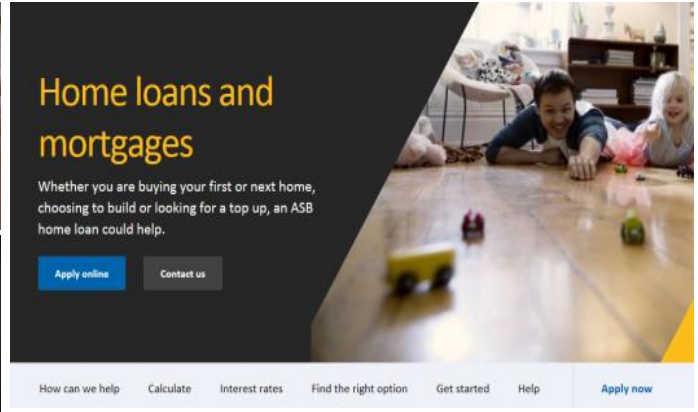 Home loans and
mortgages
Whether you are buying your first or next home,
choosing to build or looking for a top up, an ASB
home loan could help.
Apply online Contact us
How can we help Calculate Interest rates Find the right option Get started Help Apply now